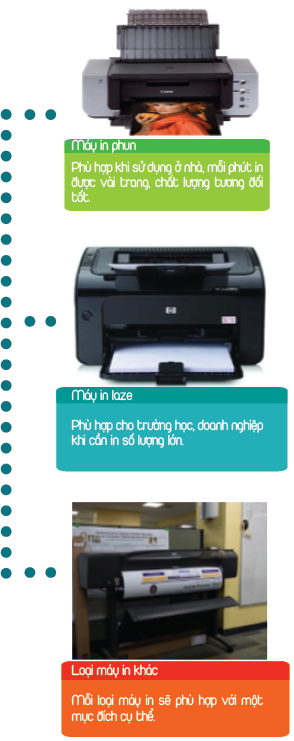 Canon
Máy in phun
Phù hợp khi sử dụng ở nhà, mỗi phút in
được vài trang, chất lượng tương đối
tốt.
hp
Máy in laze
Phù hợp cho trường học, doanh nghiệp
khi cần in số lượng lớn.
Loại máy in khác
Mỗi loại máy in sẽ phù hợp với một
mục đích cụ thể.